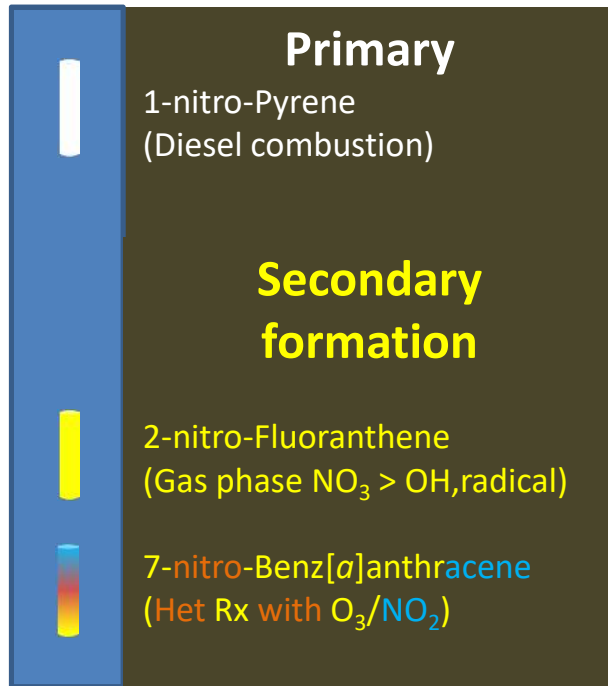 Primary
1-nitro-Pyrene
(Diesel combustion)
Secondary
formation
2-nitro-Fluoranthene
(Gas phase NO₃ > OH,radical)
7-nitro-Benz[a]anthracene
(Het Rx with O₃/NO₂)